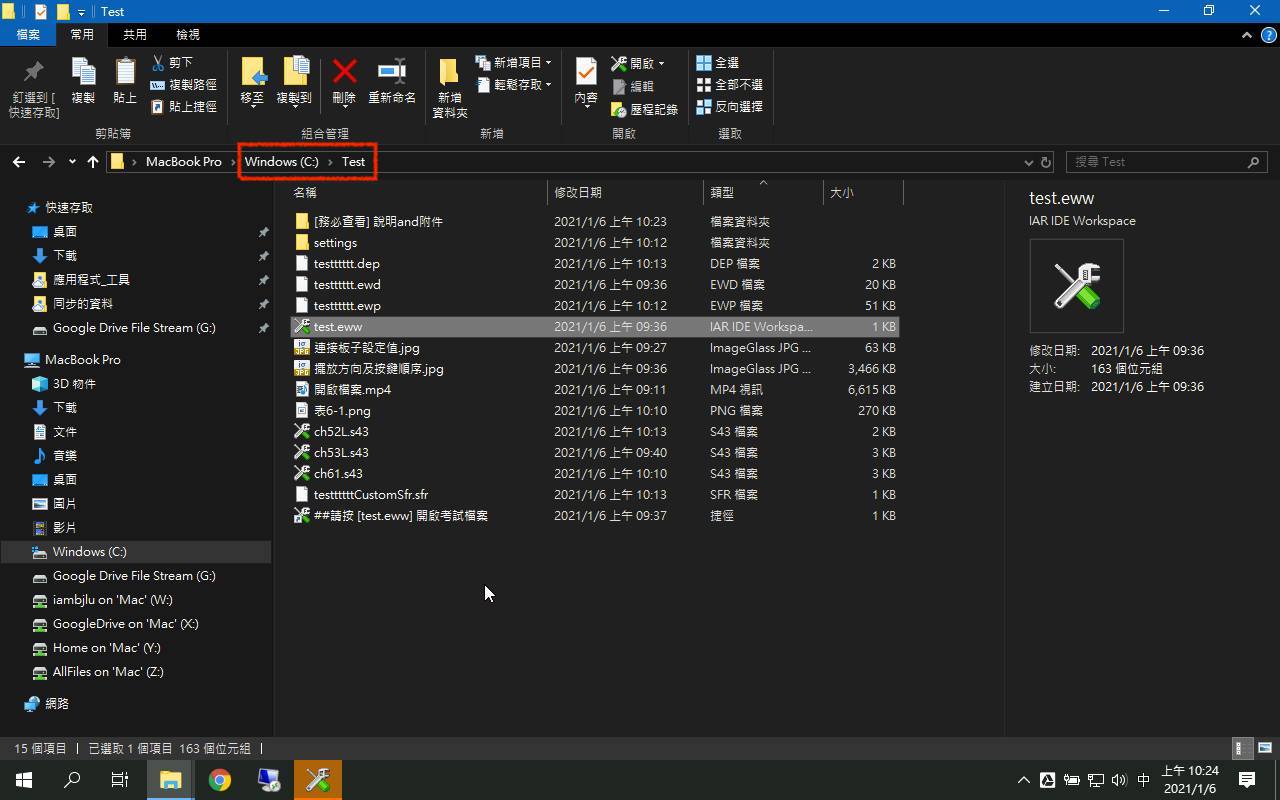 Test
檔案 常用 共用 檢視
釘選到 [快速存取]
複製
貼上
剪下
複製路徑
貼上捷徑
剪貼簿
移至
複製到
刪除
重新命名
組合管理
新增資料夾
新增項目
輕鬆存取
新增
內容
開啟
編輯
歷程記錄
開啟
全選
全部不選
反向選擇
選取
MacBook Pro › Windows (C:) › Test
搜尋 Test
快速存取
桌面
下載
應用程式_工具
同步的資料
Google Drive File Stream (G:)
MacBook Pro
3D 物件
下載
文件
音樂
桌面
圖片
影片
Windows (C:)
Google Drive File Stream (G:)
iambjlu on 'Mac' (W:)
GoogleDrive on 'Mac' (X:)
Home on 'Mac' (Y:)
AllFiles on 'Mac' (Z:)
網路
名稱 修改日期 類型 大小
[務必查看] 說明and附件 2021/1/6 上午 10:23 檔案資料夾
settings 2021/1/6 上午 10:12 檔案資料夾
testttttt.dep 2021/1/6 上午 10:13 DEP 檔案 2 KB
testttttt.ewd 2021/1/6 上午 09:36 EWD 檔案 20 KB
testttttt.ewp 2021/1/6 上午 10:12 EWP 檔案 51 KB
test.eww 2021/1/6 上午 09:36 IAR IDE Workspa... 1 KB
連接板子設定值.jpg 2021/1/6 上午 09:27 ImageGlass JPG ... 63 KB
擺放方向及按鍵順序.jpg 2021/1/6 上午 09:36 ImageGlass JPG ... 3,466 KB
開啟檔案.mp4 2021/1/6 上午 09:11 MP4 視訊 6,615 KB
表6-1.png 2021/1/6 上午 10:10 PNG 檔案 270 KB
ch52L.s43 2021/1/6 上午 10:13 S43 檔案 2 KB
ch53L.s43 2021/1/6 上午 09:40 S43 檔案 3 KB
ch61.s43 2021/1/6 上午 10:10 S43 檔案 3 KB
testttttttCustomSfr.sfr 2021/1/6 上午 10:13 SFR 檔案 1 KB
##請按 [test.eww] 開啟考試檔案 2021/1/6 上午 09:37 捷徑 1 KB
test.eww
IAR IDE Workspace
修改日期: 2021/1/6 上午 09:36
大小: 163 個位元組
建立日期: 2021/1/6 上午 09:36
15 個項目 已選取 1 個項目 163 個位元組
中
上午 10:24
2021/1/6